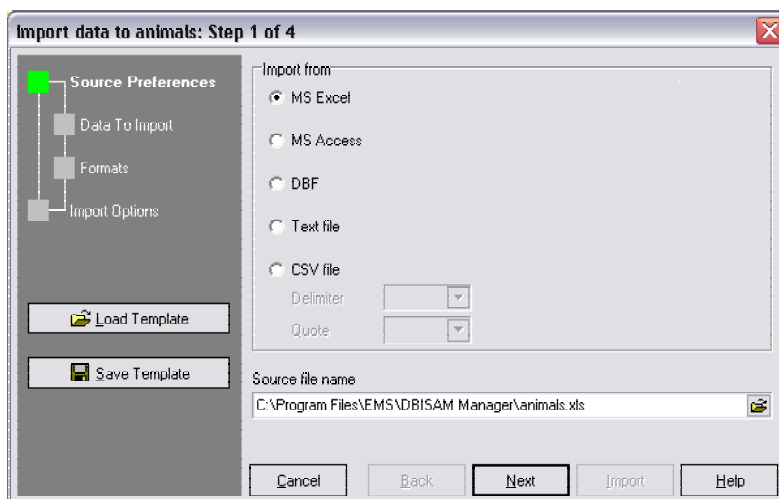 Import data to animals: Step 1 of 4
Source Preferences
Data To Import
Formats
Import Options
Load Template
Save Template
Import from
MS Excel
MS Access
DBF
Text file
CSV file
Delimiter
Quote
Source file name
C:\Program Files\EMS\DBISAM Manager\animals.xls
Cancel
Back
Next
Import
Help